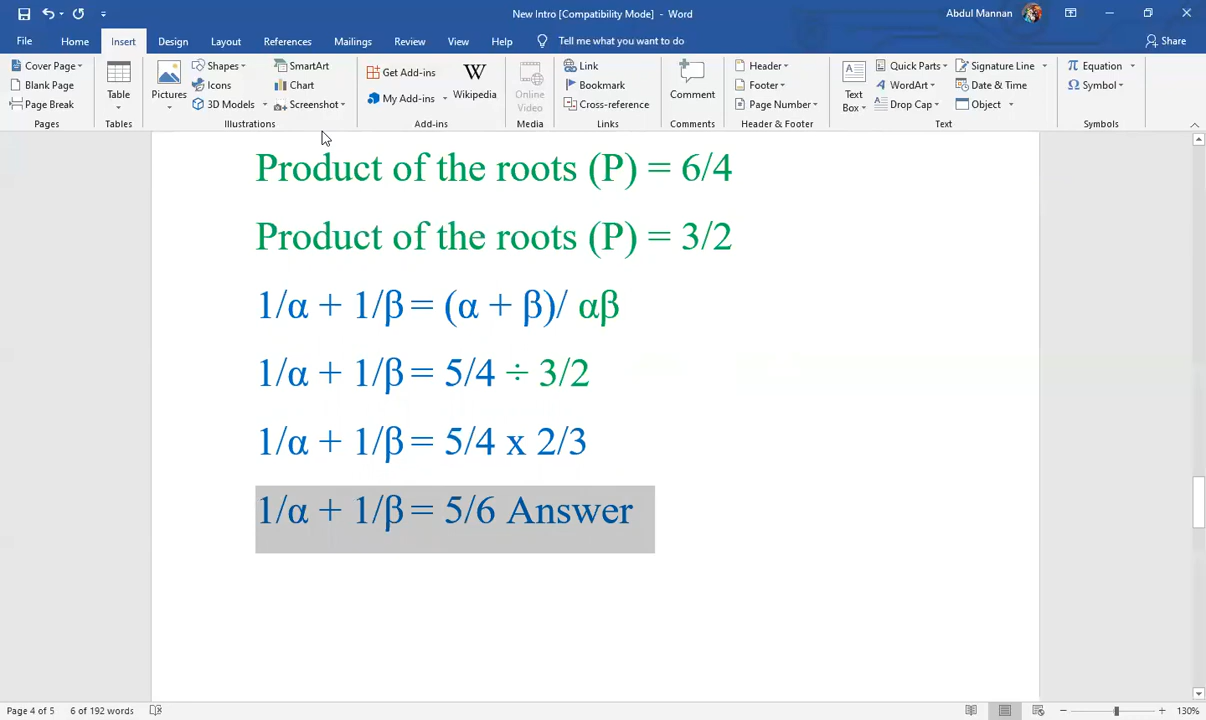 New Intro [Compatibility Mode] - Word
Abdul Mannan
File Home Insert Design Layout References Mailings Review View Help Tell me what you want to do Share
Cover Page
Blank Page
Page Break
Pages
Table
Tables
Pictures
Shapes
Icons
3D Models
SmartArt
Chart
Screenshot
Illustrations
Get Add-ins
My Add-ins
W
Wikipedia
Add-ins
Online
Video
Media
Link
Bookmark
Cross-reference
Links
Comment
Comments
Header
Footer
Page Number
Header & Footer
Text
Box
Quick Parts
WordArt
Drop Cap
Signature Line
Date & Time
Object
Text
π Equation
Ω Symbol
Symbols
Product of the roots (P) = 6/4
Product of the roots (P) = 3/2
1/α + 1/β = (α + β)/ αβ
1/α + 1/β = 5/4 ÷ 3/2
1/α + 1/β = 5/4 x 2/3
1/α + 1/β = 5/6 Answer
Page 4 of 5 6 of 192 words 130%